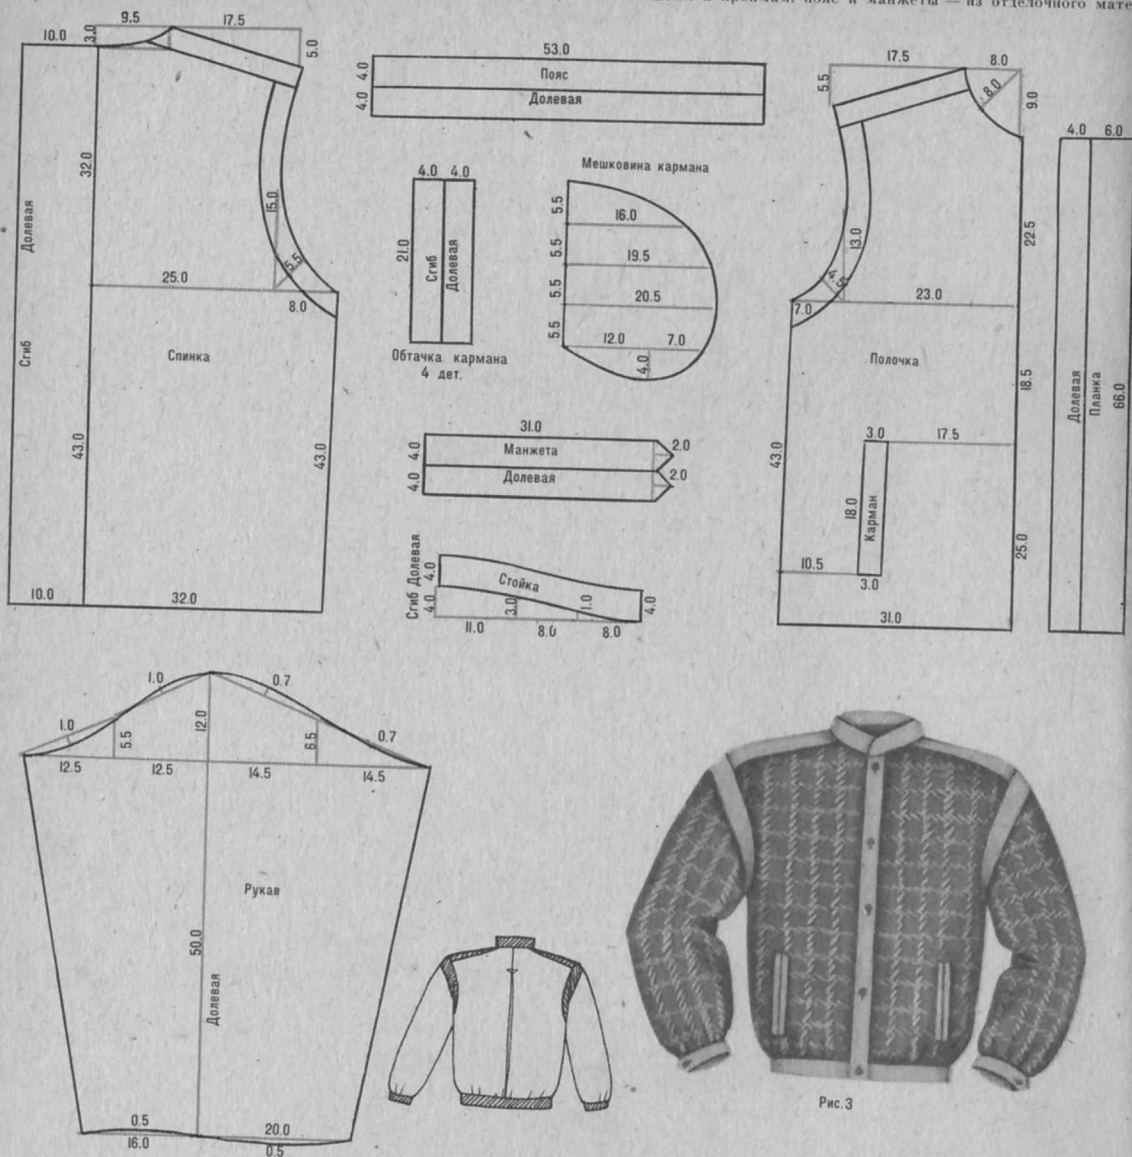 пояс и манжеты — из отделочного мате
10.0 3.0 9.5 17.5 5.0
Долевая
32.0
15.0
5.5
25.0
8.0
Сгиб
Спинка
43.0
43.0
10.0
32.0
53.0
4.0 Пояс
4.0 Долевая
4.0 4.0
21.0
Сгиб
Долевая
Обтачка кармана
4 дет.
Мешковина кармана
5.5 16.0
5.5 19.5
5.5 20.5
5.5 12.0 7.0
4.0
31.0
4.0 Манжета 2.0
4.0 Долевая 2.0
Сгиб Долевая
4.0 Стойка
4.0 3.0 1.0 4.0
11.0 8.0 8.0
5.5 17.5 8.0
8.0
9.0
22.5
13.0
4.5
7.0
23.0
Полочка
18.5
43.0
3.0 17.5
18.0
Карман
10.5
3.0
25.0
31.0
4.0 6.0
Долевая
Планка
66.0
1.0 0.7
1.0 5.5 12.0 6.5 0.7
12.5 12.5 14.5 14.5
Рукав
50.0
Долевая
0.5 20.0
16.0 0.5
Рис.3